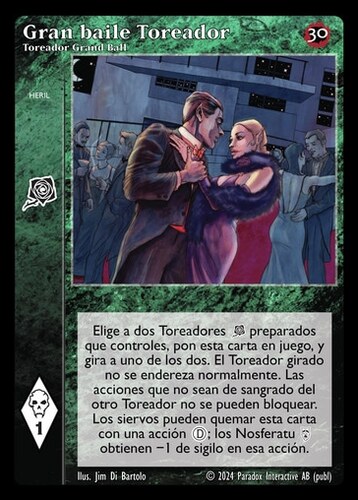 Gran baile Toreador
30
Toreador Grand Ball
HERIL
Elige a dos Toreadores preparados
que controles, pon esta carta en juego, y
gira a uno de los dos. El Toreador girado
no se endereza normalmente. Las
acciones que no sean de sangrado del
otro Toreador no se pueden bloquear.
Los siervos pueden quemar esta carta
con una acción Ⓓ; los Nosferatu
obtienen −1 de sigilo en esa acción.
1
Ilus. Jim Di Bartolo
© 2024 Paradox Interactive AB (publ)